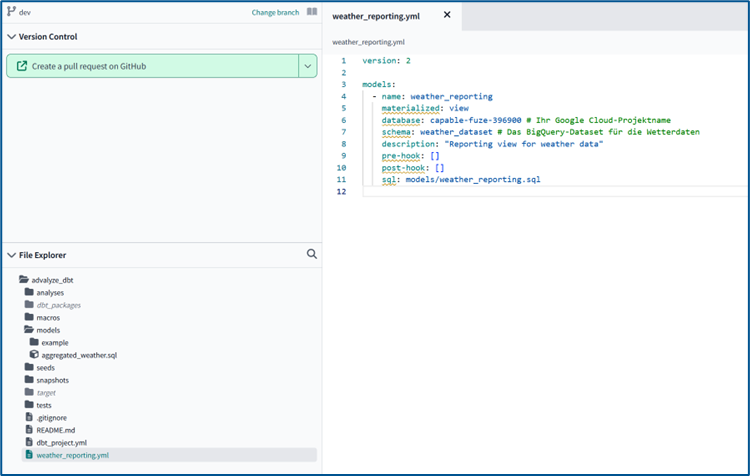 dev
Change branch
Version Control
Create a pull request on GitHub
File Explorer
advalyze_dbt
analyses
dbt_packages
macros
models
example
aggregated_weather.sql
seeds
snapshots
target
tests
.gitignore
README.md
dbt_project.yml
weather_reporting.yml
weather_reporting.yml
weather_reporting.yml
1 version: 2
2
3 models:
4 - name: weather_reporting
5 materialized: view
6 database: capable-fuze-396900 # Ihr Google Cloud-Projektname
7 schema: weather_dataset # Das BigQuery-Dataset für die Wetterdaten
8 description: "Reporting view for weather data"
9 pre-hook: []
10 post-hook: []
11 sql: models/weather_reporting.sql
12